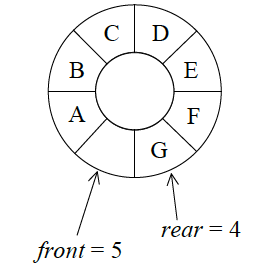 C D
B E
A F
G
rear = 4
front = 5